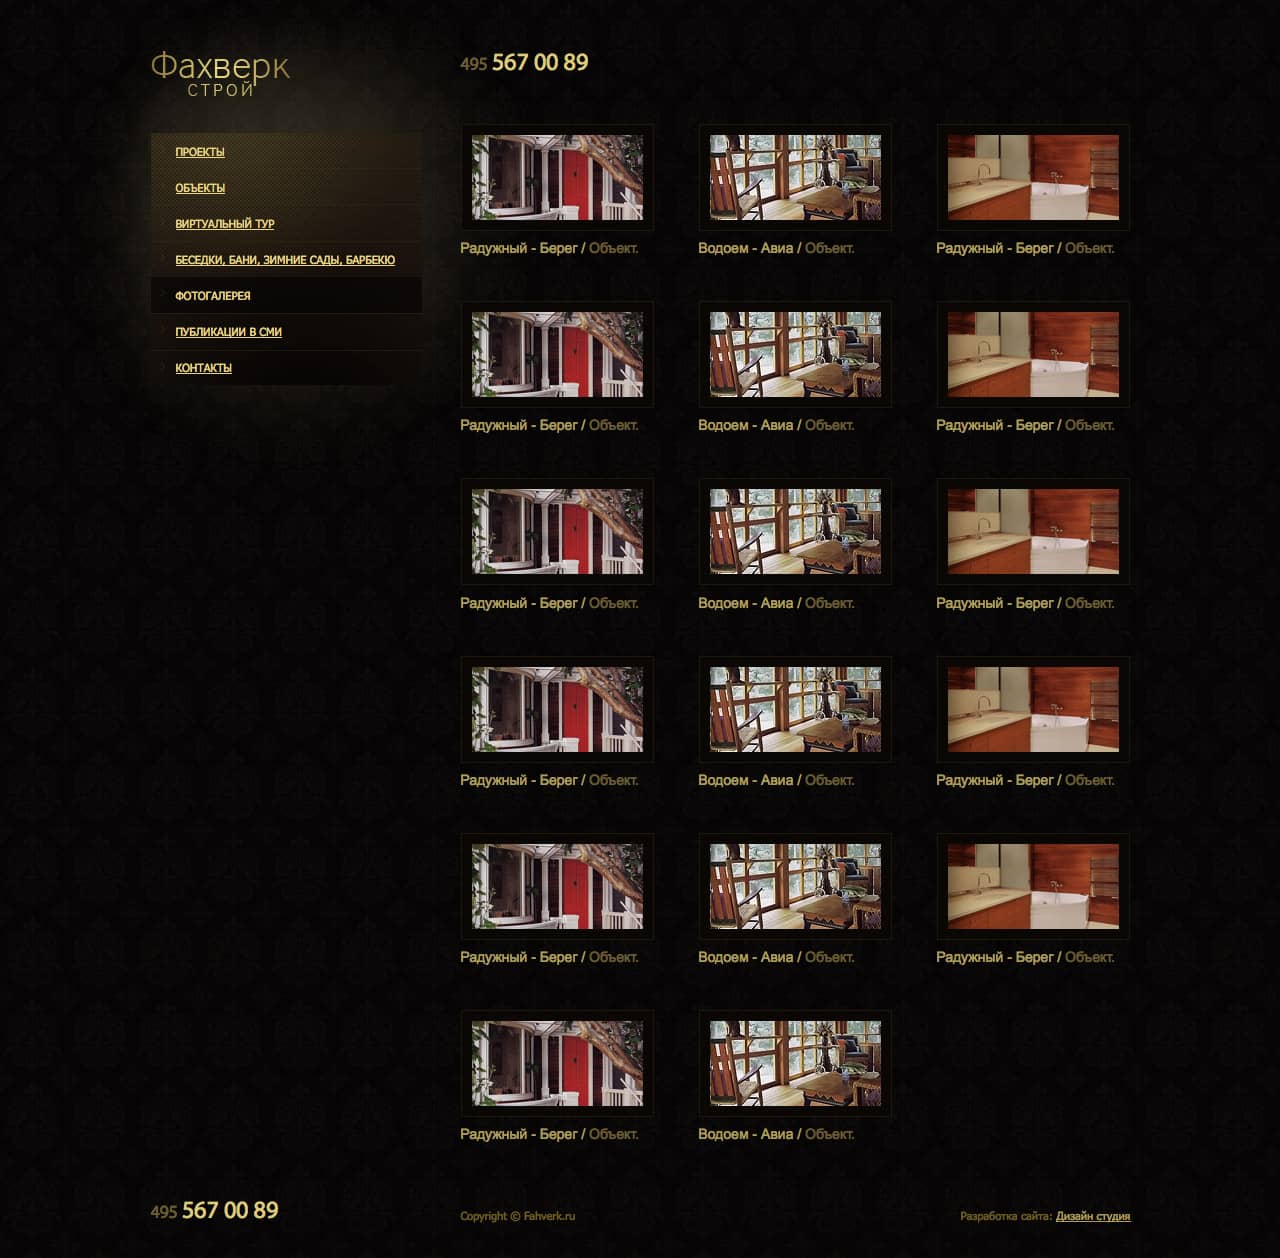 Фахверк
СТРОЙ
495 567 00 89
ПРОЕКТЫ
ОБЪЕКТЫ
ВИРТУАЛЬНЫЙ ТУР
БЕСЕДКИ, БАНИ, ЗИМНИЕ САДЫ, БАРБЕКЮ
ФОТОГАЛЕРЕЯ
ПУБЛИКАЦИИ В СМИ
КОНТАКТЫ
Радужный - Берег / Объект.
Водоем - Авиа / Объект.
Радужный - Берег / Объект.
Радужный - Берег / Объект.
Водоем - Авиа / Объект.
Радужный - Берег / Объект.
Радужный - Берег / Объект.
Водоем - Авиа / Объект.
Радужный - Берег / Объект.
Радужный - Берег / Объект.
Водоем - Авиа / Объект.
Радужный - Берег / Объект.
Радужный - Берег / Объект.
Водоем - Авиа / Объект.
Радужный - Берег / Объект.
Радужный - Берег / Объект.
Водоем - Авиа / Объект.
495 567 00 89
Copyright © Fahverk.ru
Разработка сайта: Дизайн студия